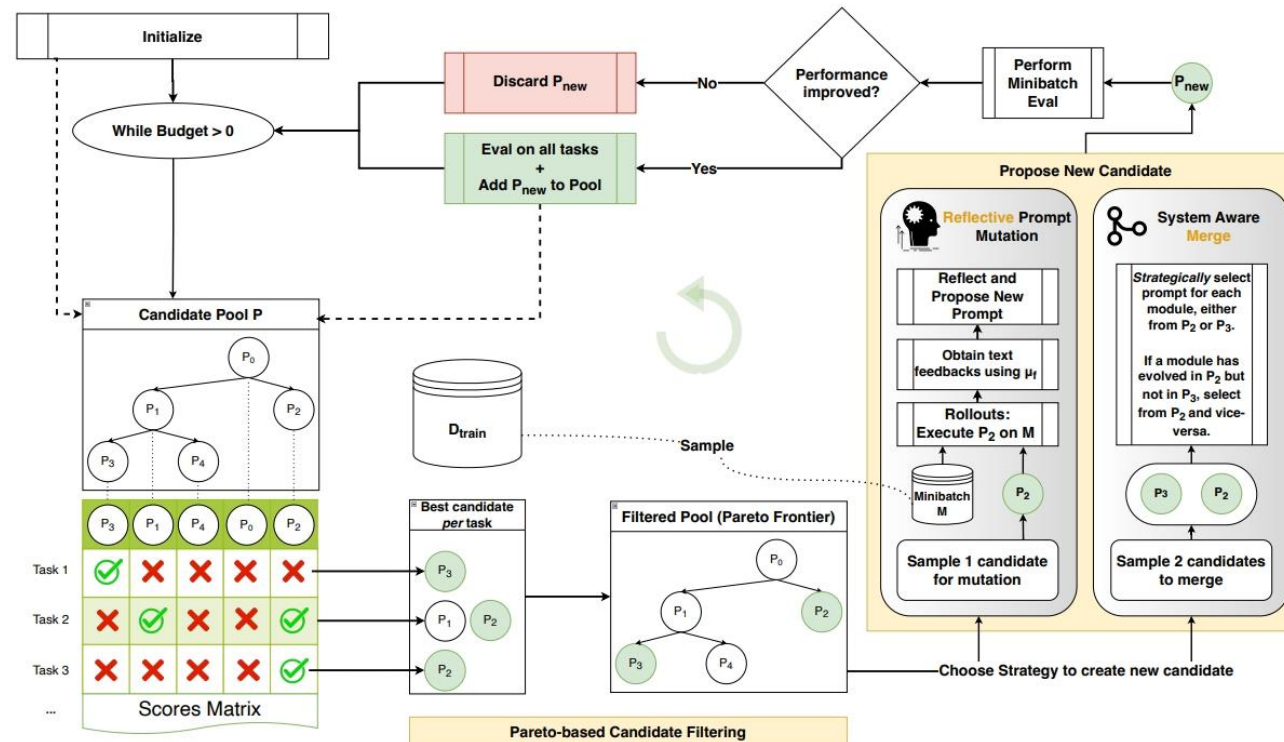 Initialize
While Budget > 0
Discard Pnew
Eval on all tasks
+
Add Pnew to Pool
No
Yes
Performance
improved?
Perform
Minibatch
Eval
Pnew
Propose New Candidate
Reflective Prompt
Mutation
Reflect and
Propose New
Prompt
Obtain text
feedbacks using μf
Rollouts:
Execute P2 on M
Minibatch
M
P2
Sample 1 candidate
for mutation
System Aware
Merge
Strategically select
prompt for each
module, either
from P2 or P3.
If a module has
evolved in P2 but
not in P3, select
from P2 and vice-
versa.
P3 P2
Sample 2 candidates
to merge
Choose Strategy to create new candidate
Candidate Pool P
P0
P1 P2
P3 P4
Dtrain
Sample
P3 P1 P4 P0 P2
Task 1
Task 2
Task 3
...
Scores Matrix
Best candidate
per task
P3
P1 P2
P2
Filtered Pool (Pareto Frontier)
P0
P1 P2
P3 P4
Pareto-based Candidate Filtering